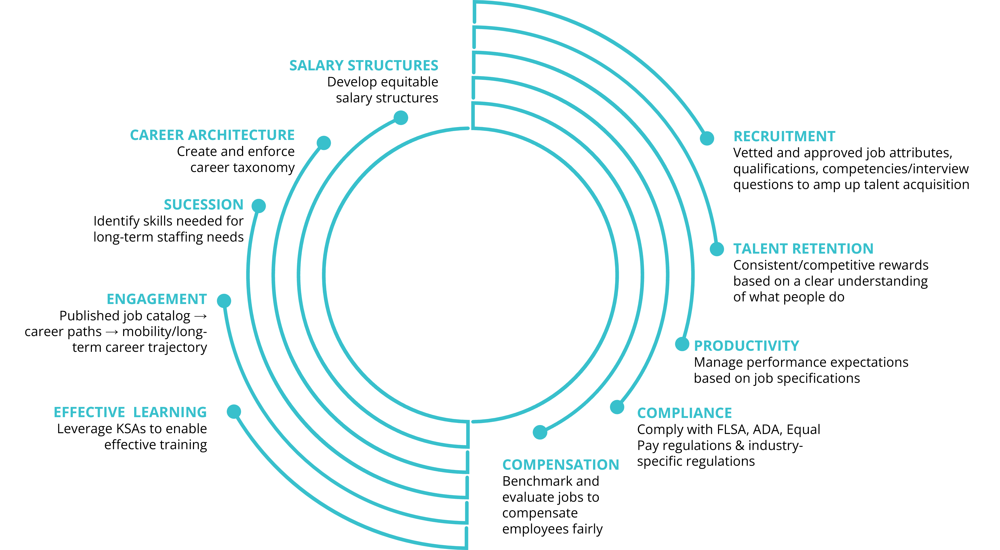 SALARY STRUCTURES
Develop equitable
salary structures
CAREER ARCHITECTURE
Create and enforce
career taxonomy
SUCESSION
Identify skills needed for
long-term staffing needs
ENGAGEMENT
Published job catalog →
career paths → mobility/long-
term career trajectory
EFFECTIVE  LEARNING
Leverage KSAs to enable
effective training
RECRUITMENT
Vetted and approved job attributes,
qualifications, competencies/interview
questions to amp up talent acquisition
TALENT RETENTION
Consistent/competitive rewards
based on a clear understanding
of what people do
PRODUCTIVITY
Manage performance expectations
based on job specifications
COMPLIANCE
Comply with FLSA, ADA, Equal
Pay regulations & industry-
specific regulations
COMPENSATION
Benchmark and
evaluate jobs to
compensate
employees fairly